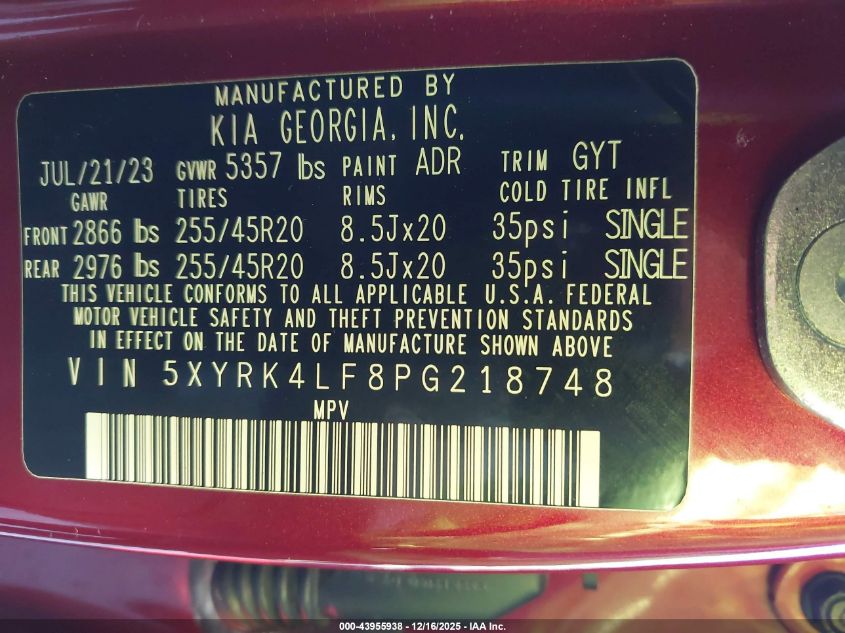 MANUFACTURED BY
KIA GEORGIA, INC.
JUL/21/23 GVWR 5357 lbs PAINT ADR TRIM GYT
GAWR TIRES RIMS COLD TIRE INFL
FRONT 2866 lbs 255/45R20 8.5Jx20 35psi SINGLE
REAR 2976 lbs 255/45R20 8.5Jx20 35psi SINGLE
THIS VEHICLE CONFORMS TO ALL APPLICABLE U.S.A. FEDERAL
MOTOR VEHICLE SAFETY AND THEFT PREVENTION STANDARDS
IN EFFECT ON THE DATE OF MANUFACTURE SHOWN ABOVE
VIN 5XYRK4LF8PG218748
MPV
000-43955938 - 12/16/2025 - IAA Inc.